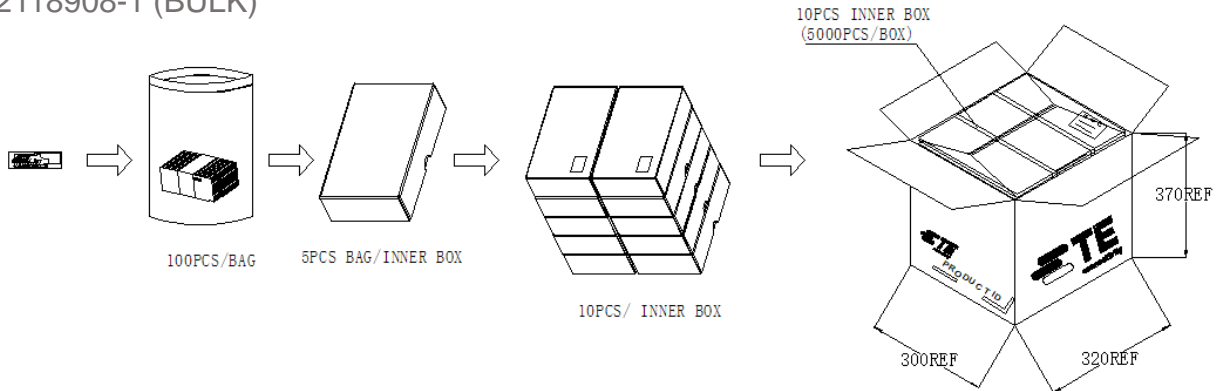 2118908-1 (BULK)
10PCS INNER BOX
(5000PCS/BOX)
100PCS/BAG
5PCS BAG/INNER BOX
10PCS/ INNER BOX
370REF
TE
TE
PRODUCT ID
300REF
320REF